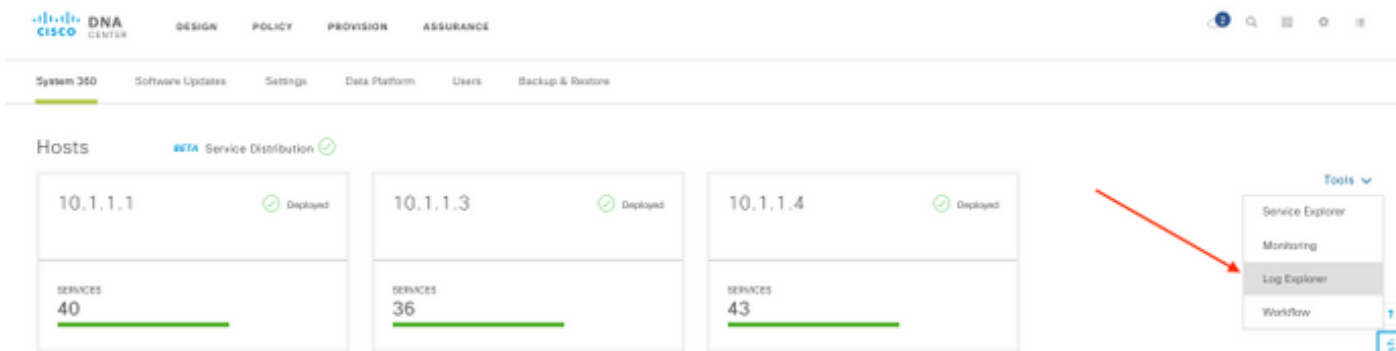 CISCO DNA CENTER
DESIGN POLICY PROVISION ASSURANCE
2
System 360 Software Updates Settings Data Platform Users Backup & Restore
Hosts BETA Service Distribution
Tools
10.1.1.1 Deployed
10.1.1.3 Deployed
10.1.1.4 Deployed
SERVICES
40
SERVICES
36
SERVICES
43
Service Explorer
Monitoring
Log Explorer
Workflow